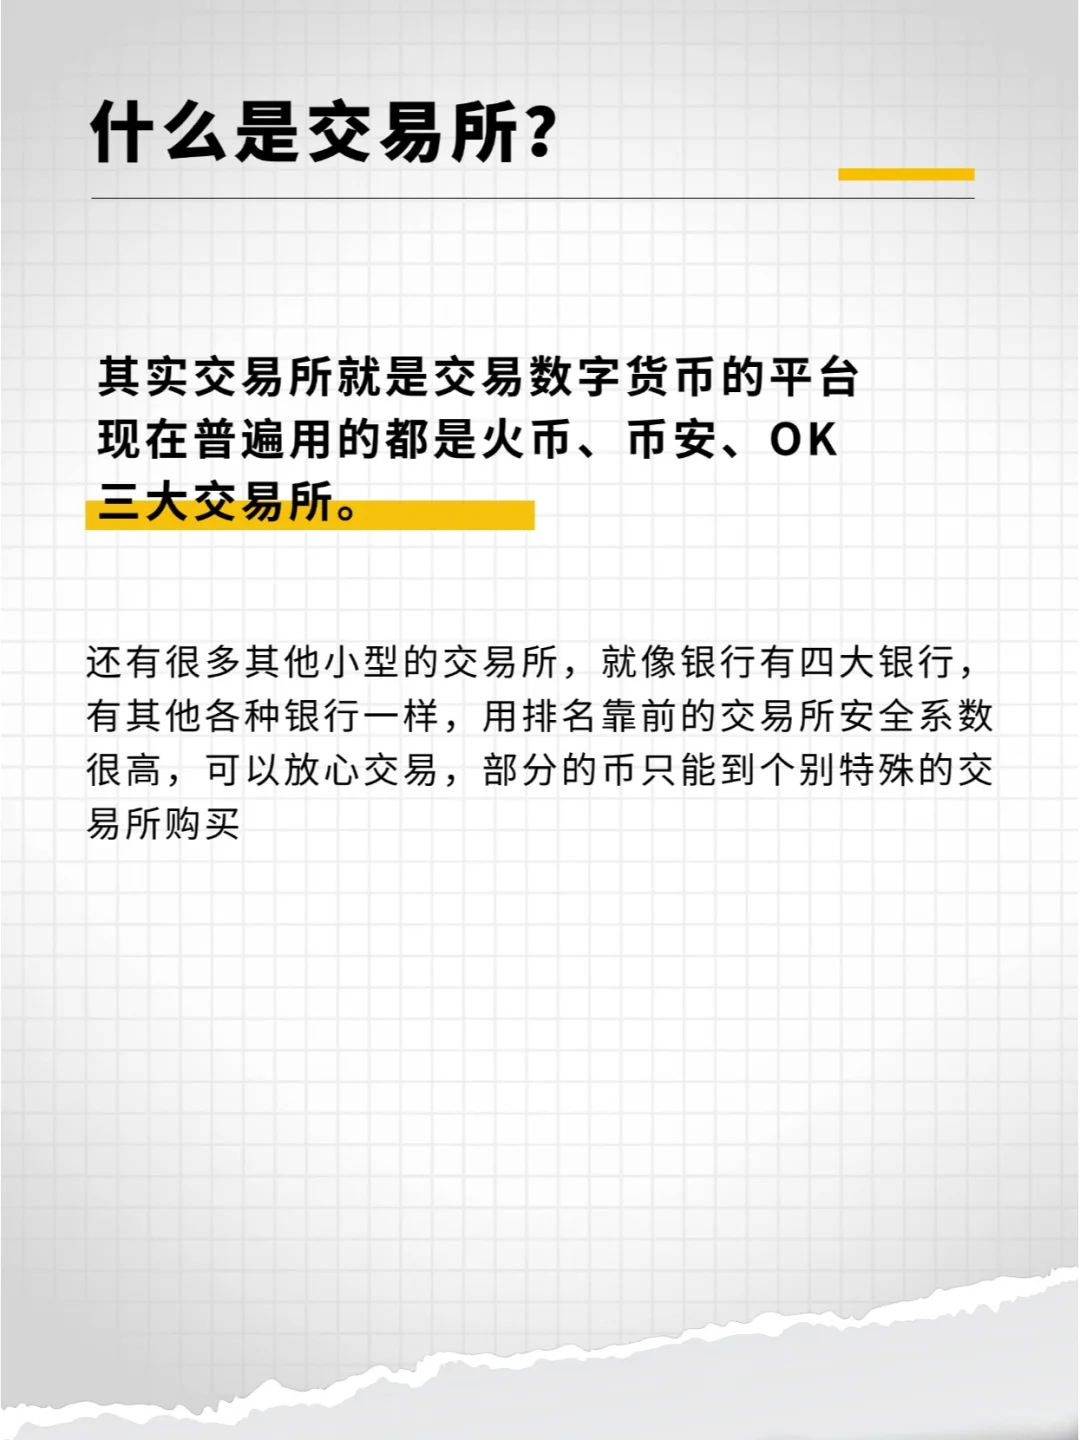 什么是交易所？
其实交易所就是交易数字货币的平台
现在普遍用的都是火币、币安、OK
三大交易所。
还有很多其他小型的交易所，就像银行有四大银行，
有其他各种银行一样，用排名靠前的交易所安全系数
很高，可以放心交易，部分的币只能到个别特殊的交
易所购买